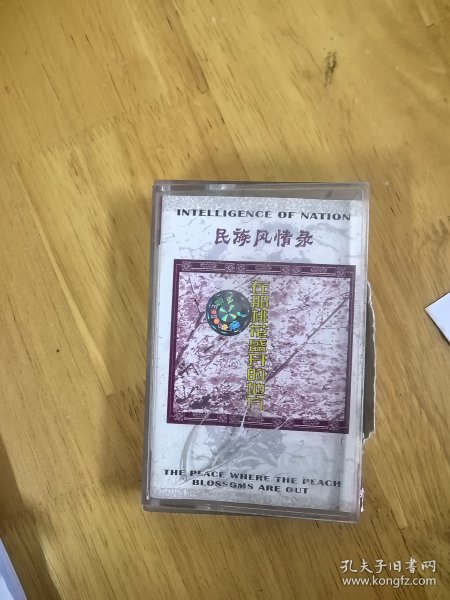 INTELLIGENCE OF NATION
民族风情录
在那桃花盛开的地方
THE PLACE WHERE THE PEACH
BLOSSOMS ARE OUT
孔夫子旧书网
www.kongfz.com